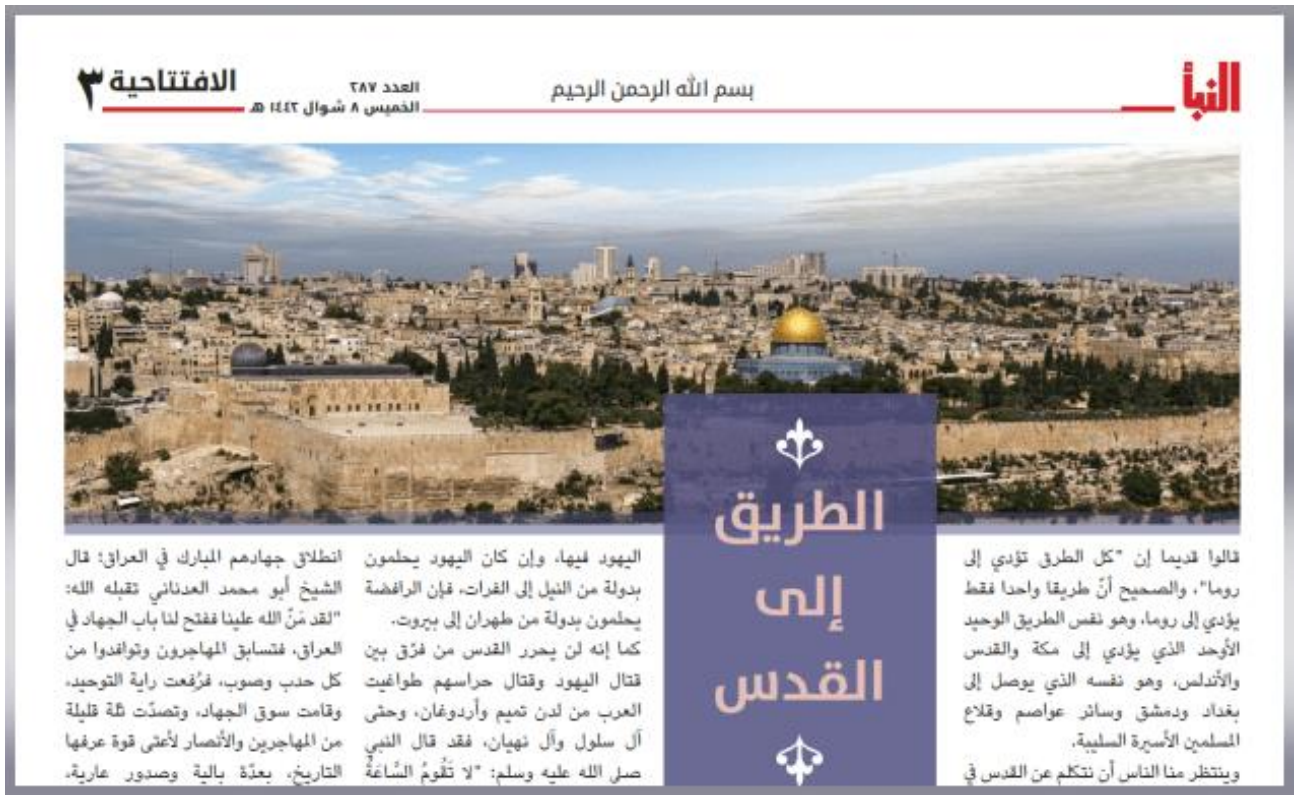 النبأ
بسم الله الرحمن الرحيم
العدد ٢٨٧
الخميس ٨ شوال ١٤٤٢ هـ
الافتتاحية ٣
الطريق
إلى
القدس
قالوا قديما إن "كل الطرق تؤدي إلى
روما"، والصحيح أنّ طريقا واحدا فقط
يؤدي إلى روما، وهو نفس الطريق الوحيد
الأوحد الذي يؤدي إلى مكة والقدس
والأندلس، وهو نفسه الذي يوصل إلى
بغداد ودمشق وسائر عواصم وقلاع
المسلمين الأسيرة السليبة.
وينتظر منا الناس أن نتكلم عن القدس في
اليهود فيها، وإن كان اليهود يحلمون
بدولة من النيل إلى الفرات، فإن الرافضة
يحلمون بدولة من طهران إلى بيروت.
كما إنه لن يحرر القدس من فرّق بين
قتال اليهود وقتال حراسهم طواغيت
العرب من لدن تميم وأردوغان، وحتى
آل سلول وآل نهيان، فقد قال النبي
صلى الله عليه وسلم: "لا تَقُومُ السَّاعَةُ
انطلاق جهادهم المبارك في العراق؛ قال
الشيخ أبو محمد العدناني تقبله الله:
"لقد مَنّ الله علينا ففتح لنا باب الجهاد في
العراق، فتسابق المهاجرون وتوافدوا من
كل حدب وصوب، فرُفعت راية التوحيد،
وقامت سوق الجهاد، وتصدّت ثلة قليلة
من المهاجرين والأنصار لأعتى قوة عرفها
التاريخ، بعدّة بالية وصدور عارية،